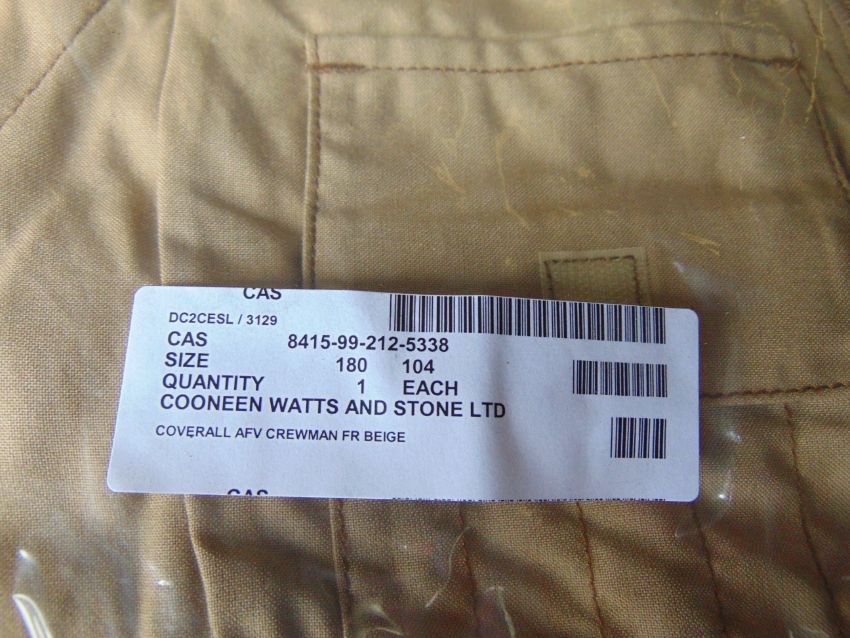 CAS
DC2CESL / 3129
CAS 8415-99-212-5338
SIZE 180 104
QUANTITY 1 EACH
COONEEN WATTS AND STONE LTD
COVERALL AFV CREWMAN FR BEIGE
CAS